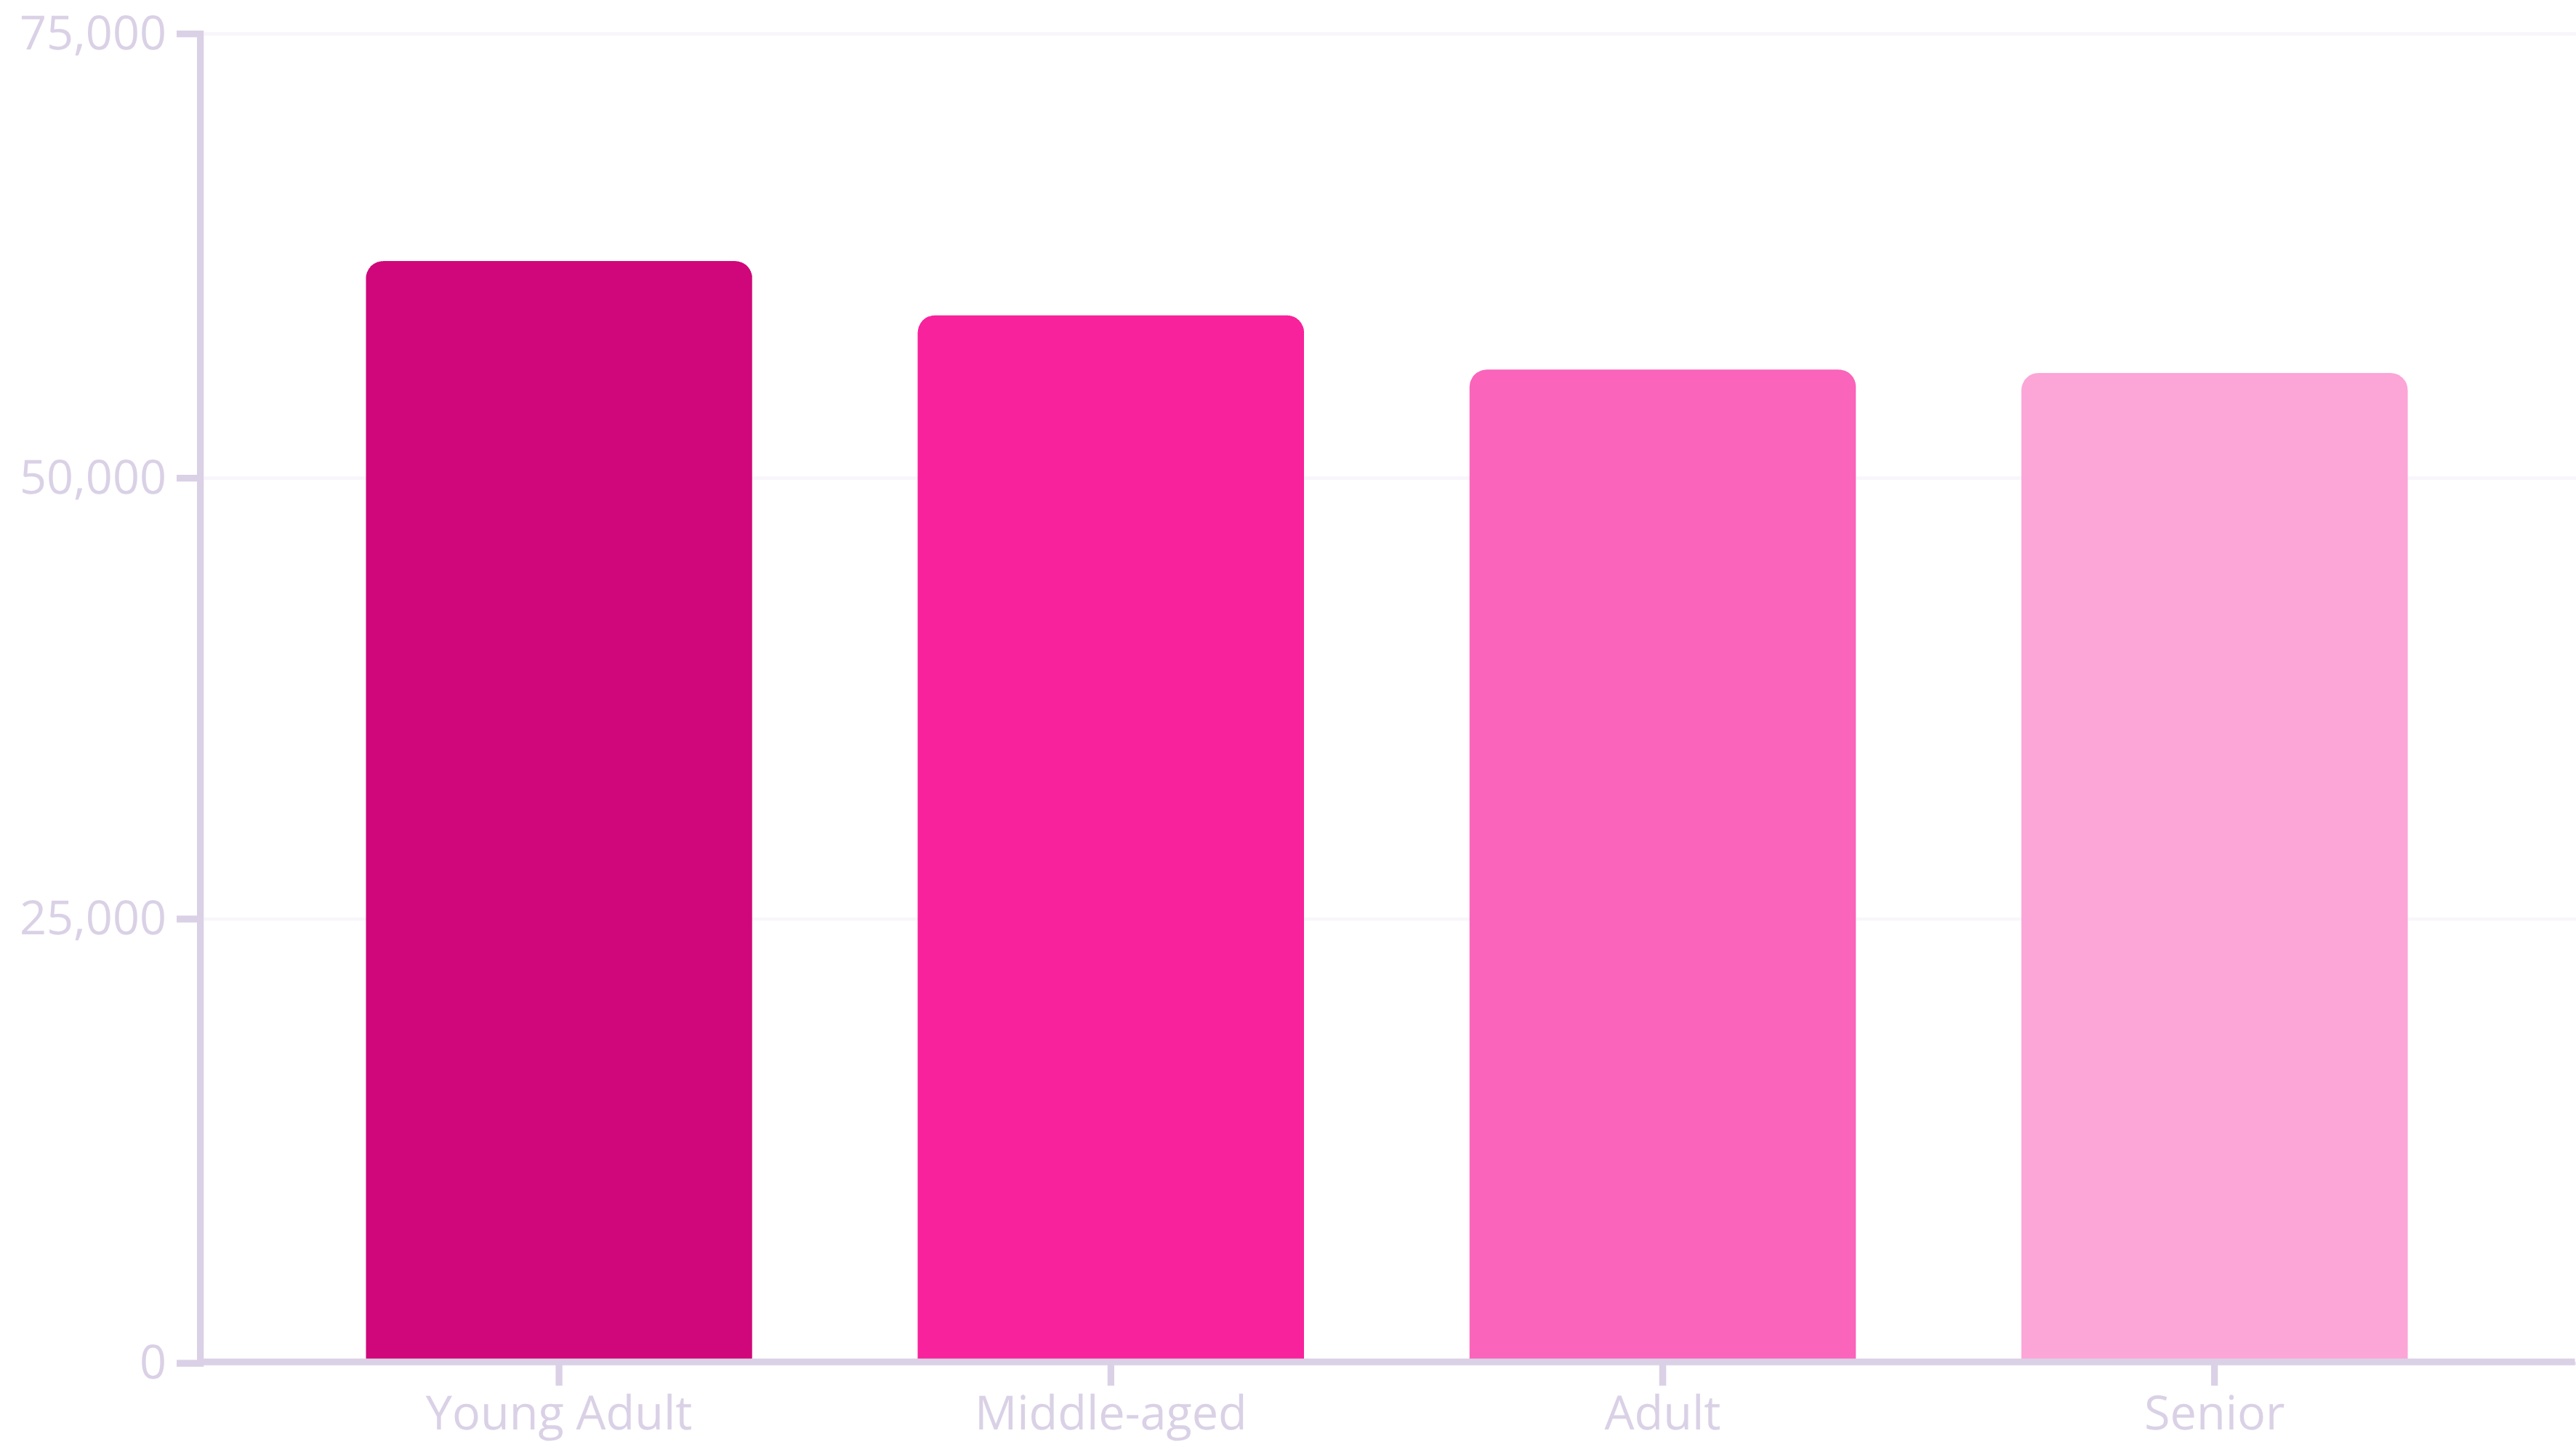 75,000
50,000
25,000
0
Young Adult
Middle-aged
Adult
Senior